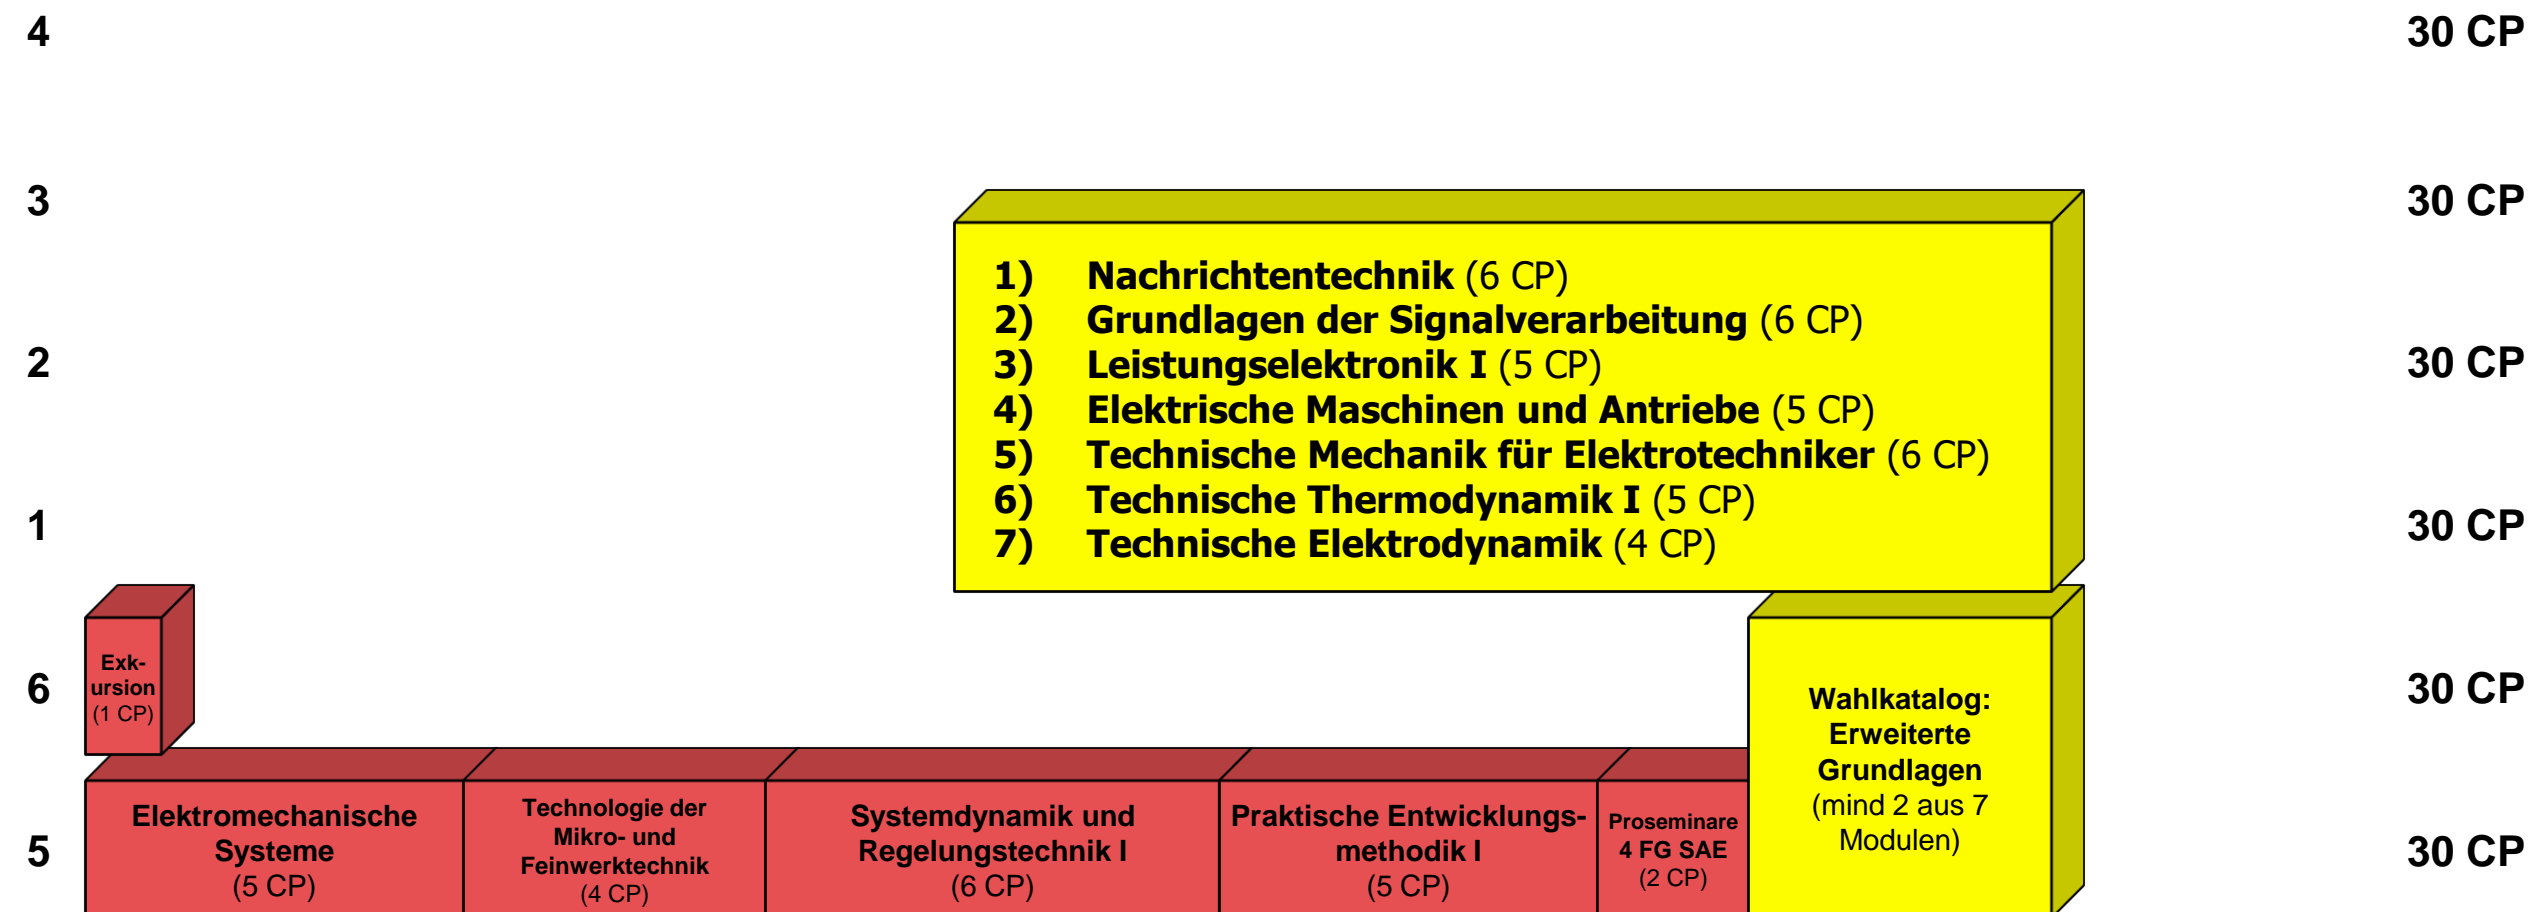 4
30 CP
3
30 CP
1) Nachrichtentechnik (6 CP)
2) Grundlagen der Signalverarbeitung (6 CP)
3) Leistungselektronik I (5 CP)
4) Elektrische Maschinen und Antriebe (5 CP)
5) Technische Mechanik für Elektrotechniker (6 CP)
6) Technische Thermodynamik I (5 CP)
7) Technische Elektrodynamik (4 CP)
2
30 CP
1
30 CP
6
Exk-
ursion
(1 CP)
Wahlkatalog:
Erweiterte
Grundlagen
(mind 2 aus 7
Modulen)
30 CP
5
Elektromechanische
Systeme
(5 CP)
Technologie der
Mikro- und
Feinwerktechnik
(4 CP)
Systemdynamik und
Regelungstechnik I
(6 CP)
Praktische Entwicklungs-
methodik I
(5 CP)
Proseminare
4 FG SAE
(2 CP)
30 CP